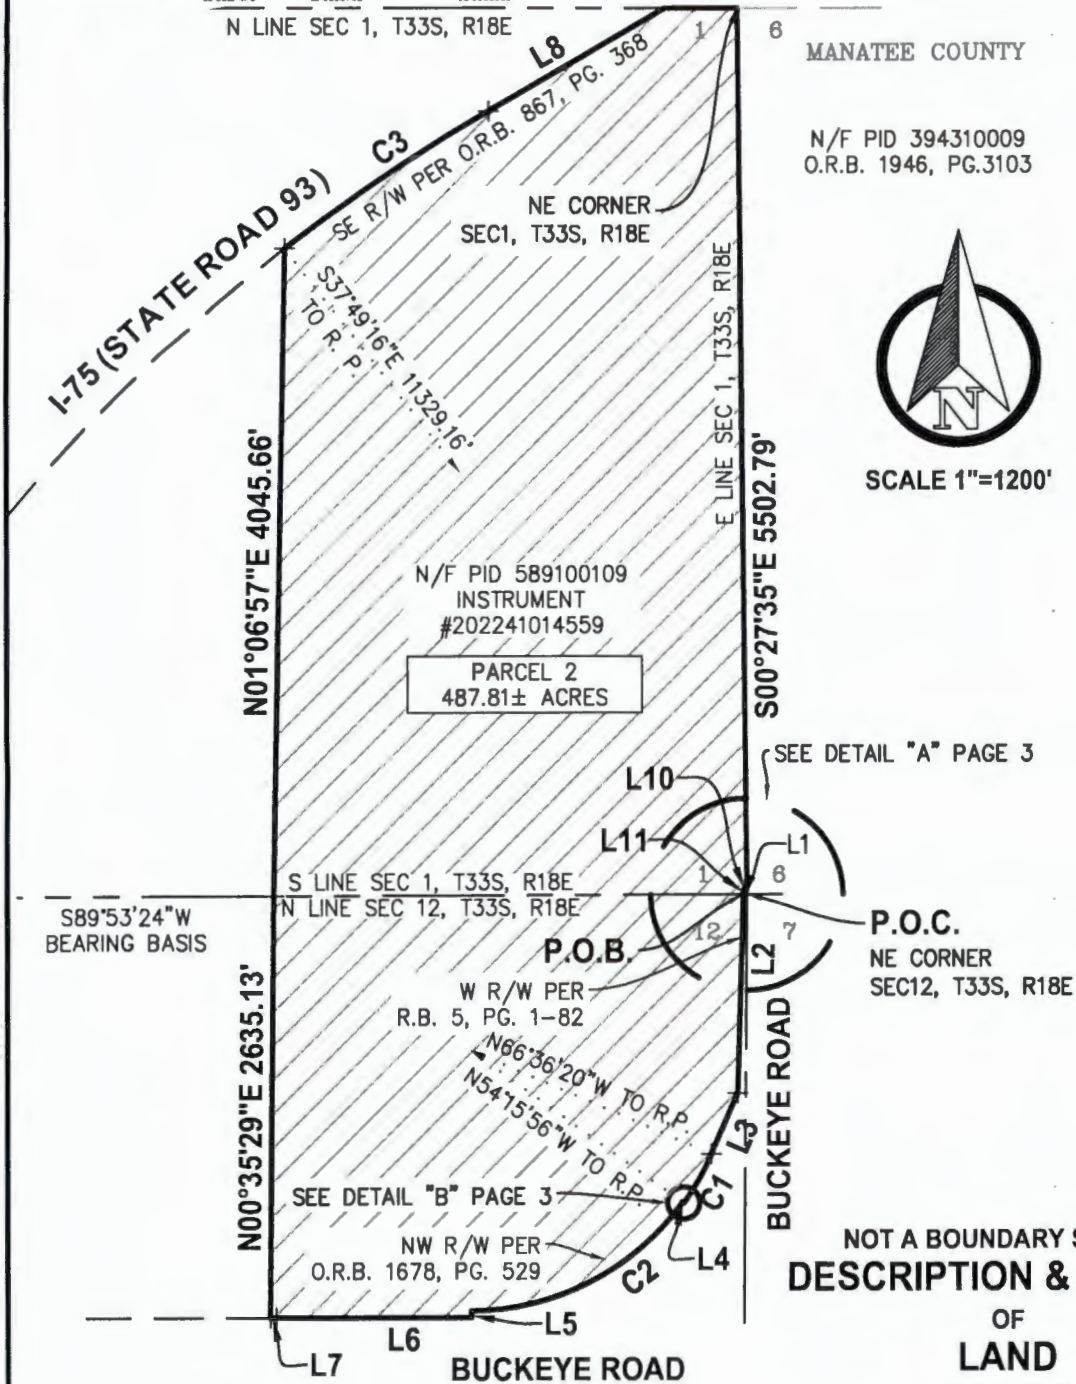 N LINE SEC 1, T33S, R18E
1
6
MANATEE COUNTY
L8
C3
SE R/W PER O.R.B. 867, PG. 368
N/F PID 394310009
O.R.B. 1946, PG.3103
NE CORNER
SEC1, T33S, R18E
I-75 (STATE ROAD 93)
S37°49'16"E 11329.16'
TO R. P.
E LINE SEC 1, T33S, R18E
N
SCALE 1"=1200'
N01°06'57"E 4045.66'
S00°27'35"E 5502.79'
N/F PID 589100109
INSTRUMENT
#202241014559
PARCEL 2
487.81± ACRES
SEE DETAIL "A" PAGE 3
L10
L11
L1
1
6
S LINE SEC 1, T33S, R18E
N LINE SEC 12, T33S, R18E
S89°53'24"W
BEARING BASIS
12
7
P.O.B.
P.O.C.
NE CORNER
SEC12, T33S, R18E
L2
W R/W PER
R.B. 5, PG. 1-82
N00°35'29"E 2635.13'
BUCKEYE ROAD
N66°36'20"W TO R.P.
N54°15'56"W TO R.P.
L3
C1
SEE DETAIL "B" PAGE 3
NW R/W PER
O.R.B. 1678, PG. 529
L4
C2
NOT A BOUNDARY
DESCRIPTION &
OF
LAND
L5
L6
L7
BUCKEYE ROAD